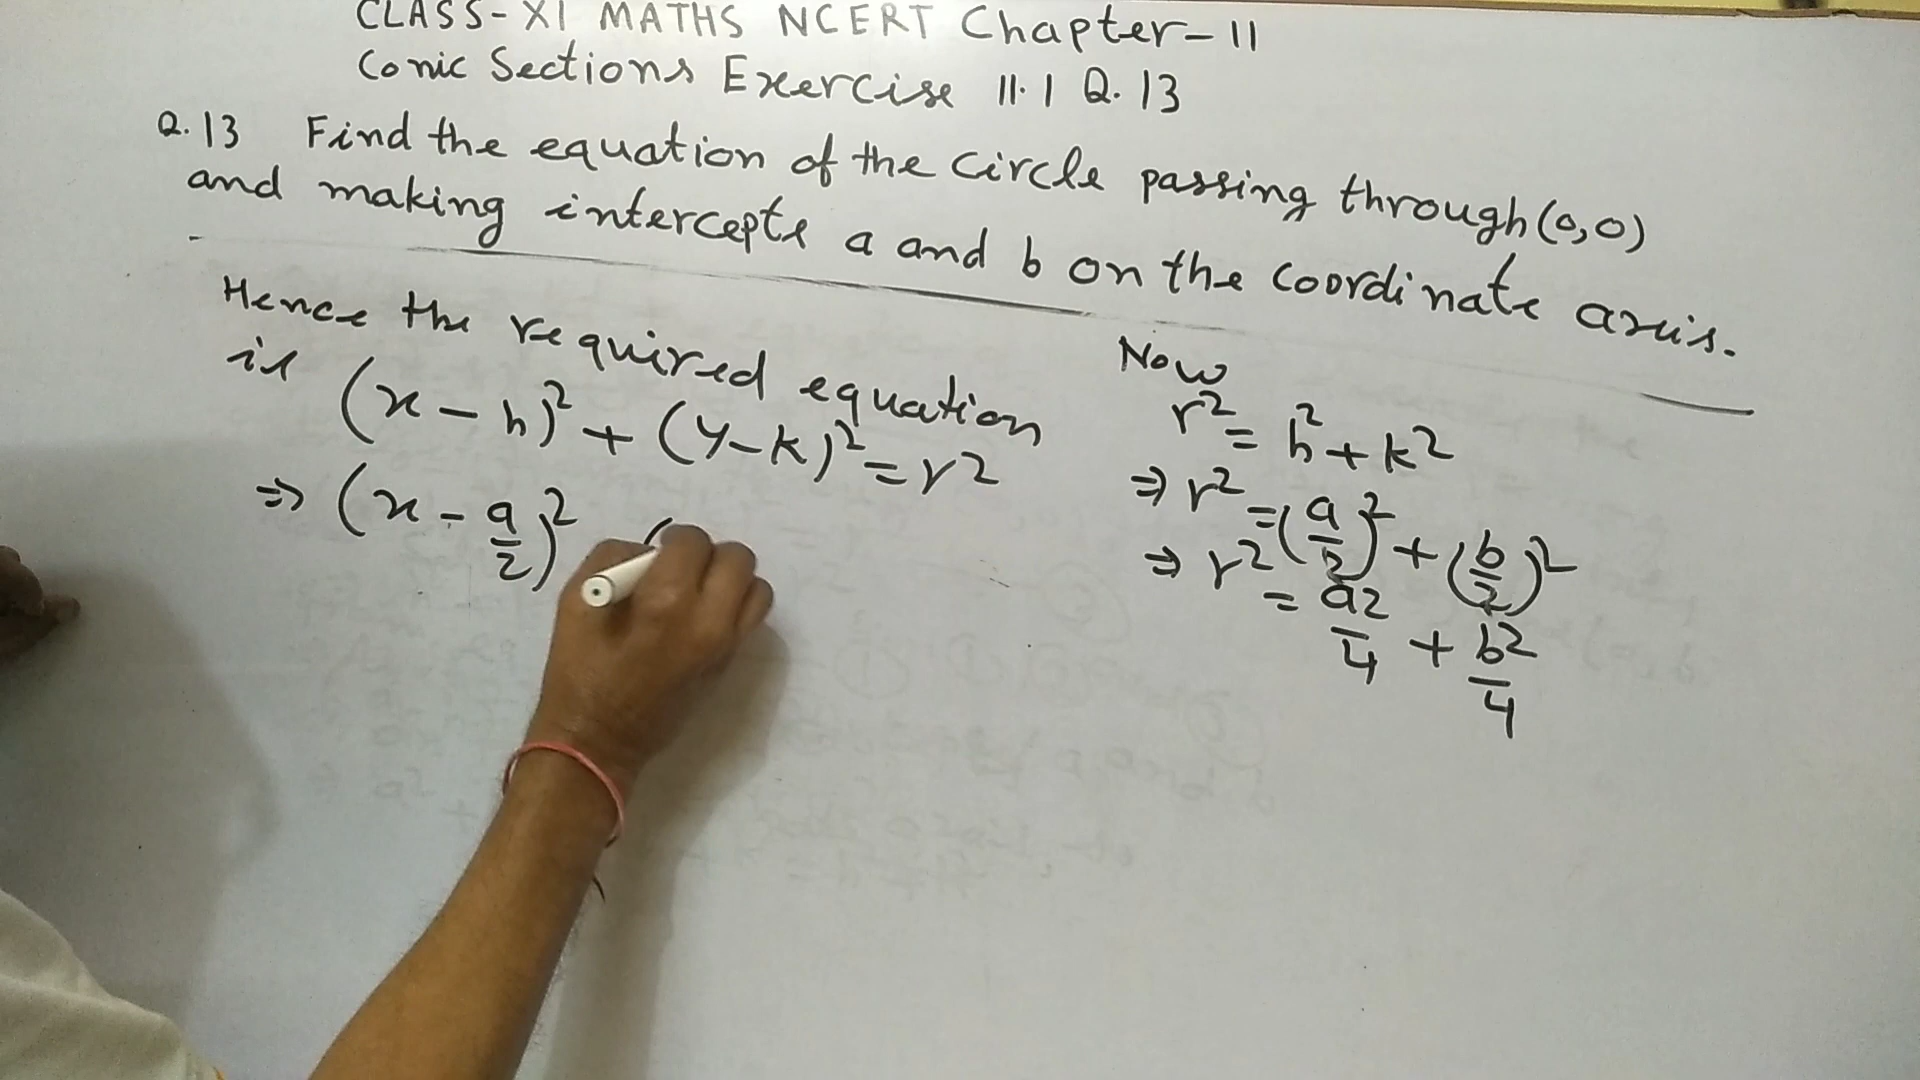 CLASS-XI MATHS NCERT Chapter-11
Conic Sections Exercise 11.1 Q.13
Q.13 Find the equation of the circle passing through (0,0)
and making intercepts a and b on the coordinate axis.
Hence the required equation
is (x-h)²+(y-k)²=r²
⇒ (x-a/2)² (
Now
r²=h²+k²
⇒ r²=(a/2)²+(b/2)²
⇒ r²=a²/4+b²/4